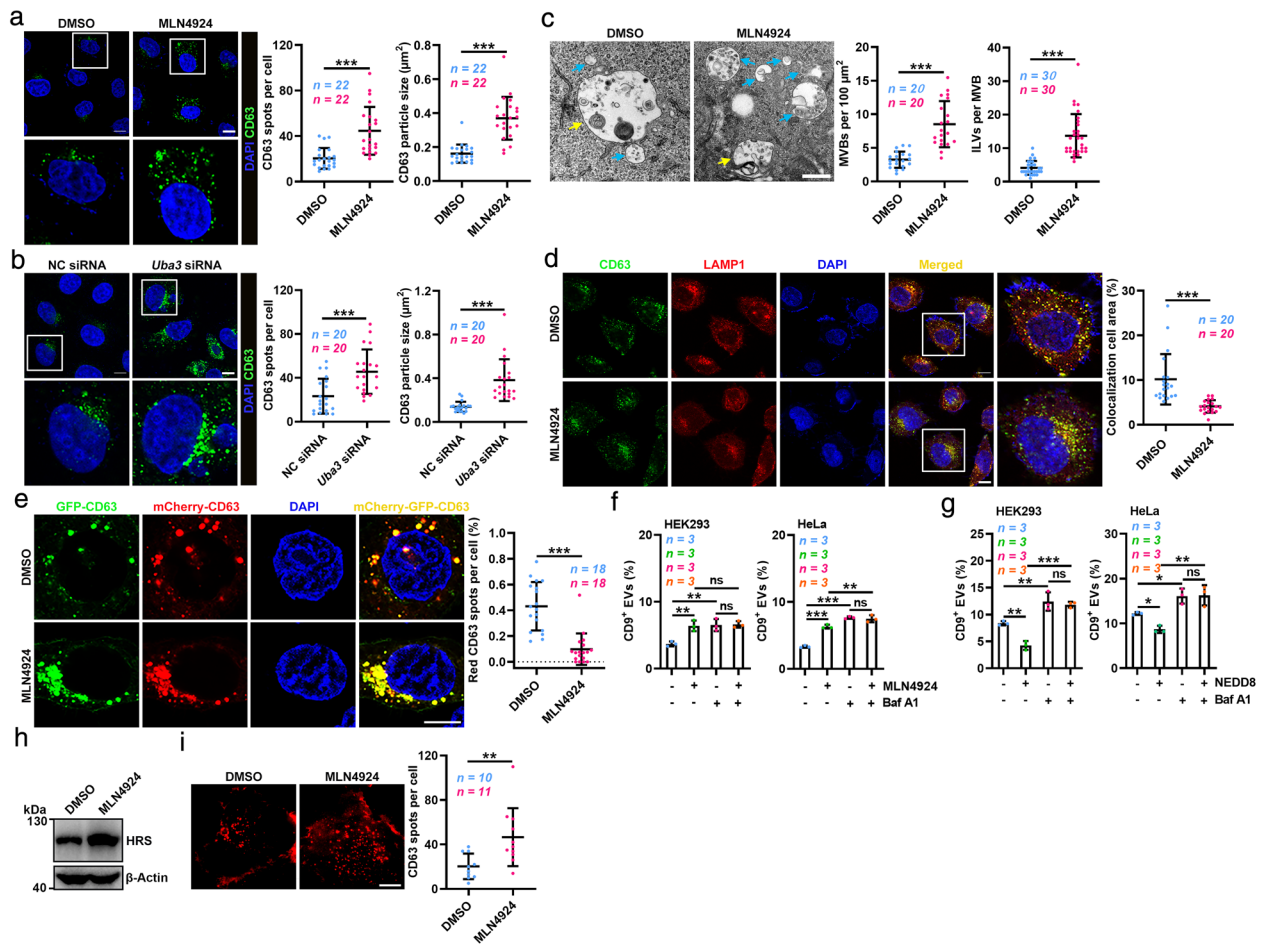 a
DMSO
MLN4924
DAPI CD63
CD63 spots per cell
120
80
40
0
***
n = 22
n = 22
DMSO
MLN4924
CD63 particle size (μm²)
0.8
0.6
0.4
0.2
0.0
***
n = 22
n = 22
DMSO
MLN4924
b
NC siRNA
Uba3 siRNA
DAPI CD63
CD63 spots per cell
120
80
40
0
***
n = 20
n = 20
NC siRNA
Uba3 siRNA
CD63 particle size (μm²)
1.2
0.8
0.4
0.0
***
n = 20
n = 20
NC siRNA
Uba3 siRNA
c
DMSO
MLN4924
MVBs per 100 μm²
20
15
10
5
0
***
n = 20
n = 20
DMSO
MLN4924
ILVs per MVB
40
30
20
10
0
***
n = 30
n = 30
DMSO
MLN4924
d
CD63
LAMP1
DAPI
Merged
DMSO
MLN4924
Colocalization cell area (%)
30
20
10
0
***
n = 20
n = 20
DMSO
MLN4924
e
GFP-CD63
mCherry-CD63
DAPI
mCherry-GFP-CD63
DMSO
MLN4924
Red CD63 spots per cell (%)
1.0
0.8
0.6
0.4
0.2
0.0
***
n = 18
n = 18
DMSO
MLN4924
f
HEK293
n = 3
n = 3
n = 3
n = 3
CD9⁺ EVs (%)
20
10
0
ns
**
**
ns
- + - +
- - + +
HeLa
n = 3
n = 3
n = 3
n = 3
CD9⁺ EVs (%)
20
10
0
**
***
***
ns
- + - + MLN4924
- - + + Baf A1
g
HEK293
n = 3
n = 3
n = 3
n = 3
CD9⁺ EVs (%)
25
20
15
10
5
0
***
**
ns
**
- + - +
- - + +
HeLa
n = 3
n = 3
n = 3
n = 3
CD9⁺ EVs (%)
30
20
10
0
**
*
ns
*
- + - + NEDD8
- - + + Baf A1
h
kDa
DMSO
MLN4924
130
HRS
β-Actin
40
i
DMSO
MLN4924
CD63 spots per cell
120
80
40
0
**
n = 10
n = 11
DMSO
MLN4924